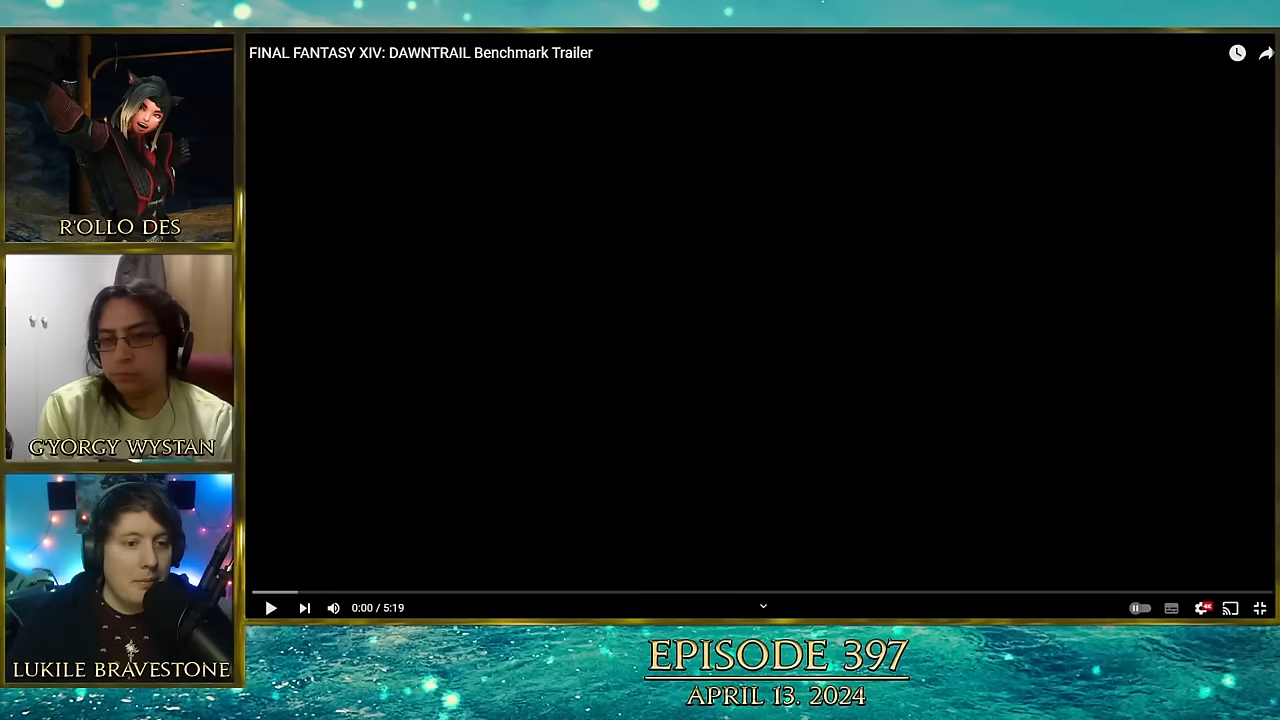 FINAL FANTASY XIV: DAWNTRAIL Benchmark Trailer
R'OLLO DES
G'YORGY WYSTAN
LUKILE BRAVESTONE
0:00 / 5:19
4K
EPISODE 397
APRIL 13. 2024